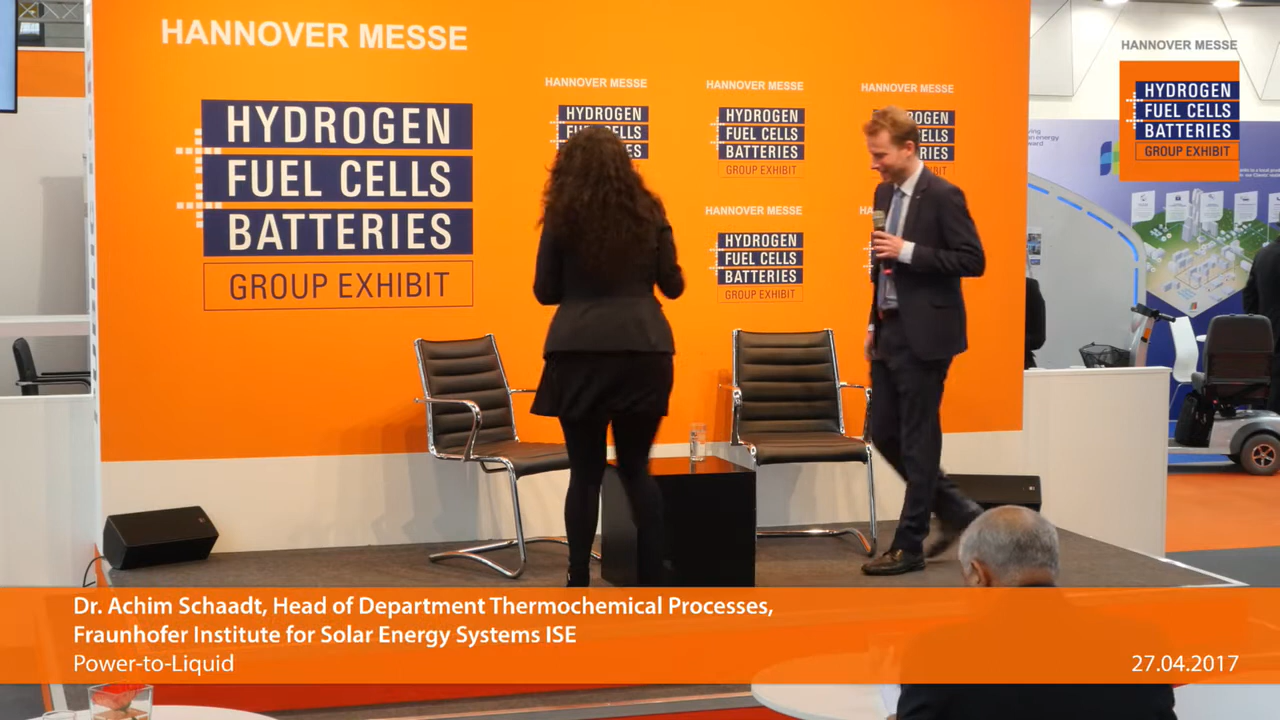 HANNOVER MESSE
HYDROGEN
FUEL CELLS
BATTERIES
GROUP EXHIBIT
HANNOVER MESSE
HYDROGEN
HANNOVER MESSE
HYDROGEN
FUEL CELLS
BATTERIES
GROUP EXHIBIT
HANNOVER MESSE
HANNOVER MESSE
HYDROGEN
FUEL CELLS
BATTERIES
GROUP EXHIBIT
HANNOVER MESSE
HYDROGEN
FUEL CELLS
BATTERIES
GROUP EXHIBIT
Dr. Achim Schaadt, Head of Department Thermochemical Processes,
Fraunhofer Institute for Solar Energy Systems ISE
Power-to-Liquid
27.04.2017